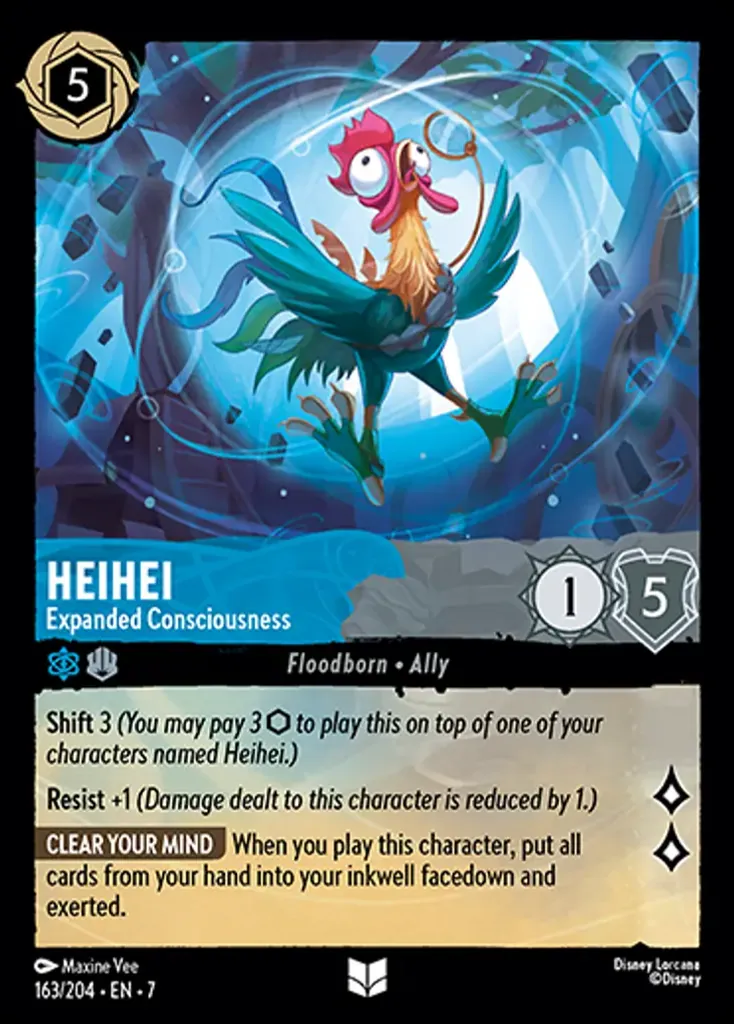 5
HEIHEI
Expanded Consciousness
1
5
Floodborn • Ally
Shift 3 (You may pay 3 ⬡ to play this on top of one of your
characters named Heihei.)
Resist +1 (Damage dealt to this character is reduced by 1.)
CLEAR YOUR MIND When you play this character, put all
cards from your hand into your inkwell facedown and
exerted.
Maxine Vee
163/204 • EN • 7
Disney Lorcana
©Disney